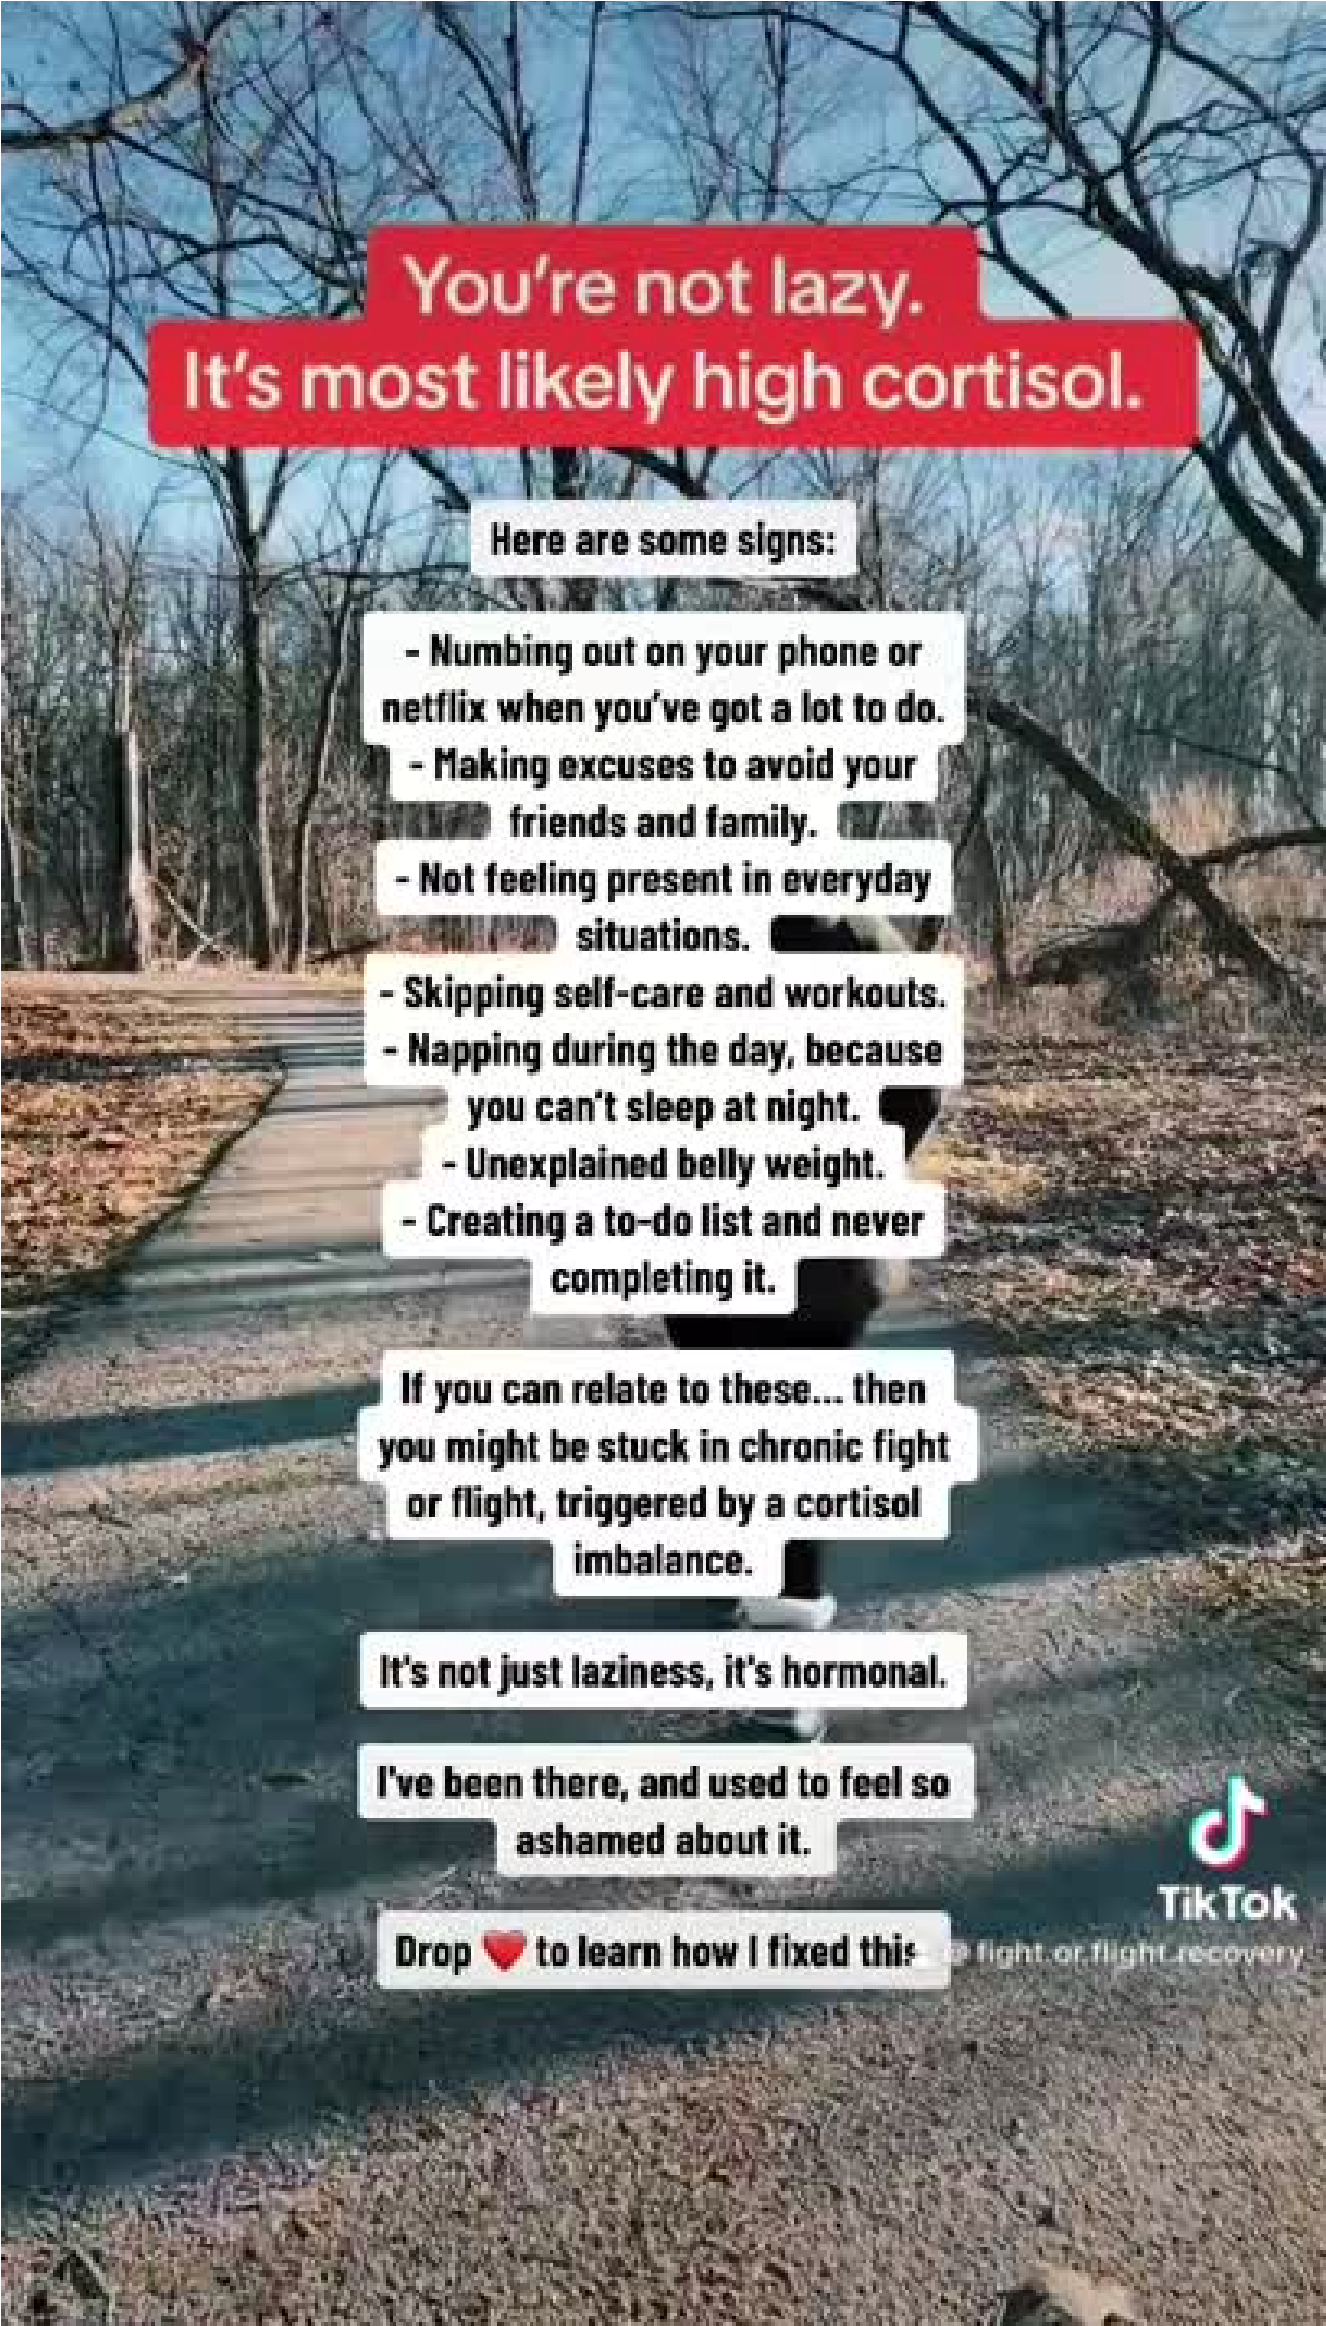 You're not lazy.
It's most likely high cortisol.
Here are some signs:
- Numbing out on your phone or
netflix when you've got a lot to do.
- Making excuses to avoid your
friends and family.
- Not feeling present in everyday
situations.
- Skipping self-care and workouts.
- Napping during the day, because
you can't sleep at night.
- Unexplained belly weight.
- Creating a to-do list and never
completing it.
If you can relate to these... then
you might be stuck in chronic fight
or flight, triggered by a cortisol
imbalance.
It's not just laziness, it's hormonal.
I've been there, and used to feel so
ashamed about it.
Drop ❤️ to learn how I fixed this
TikTok
@fight.or.flight.recovery